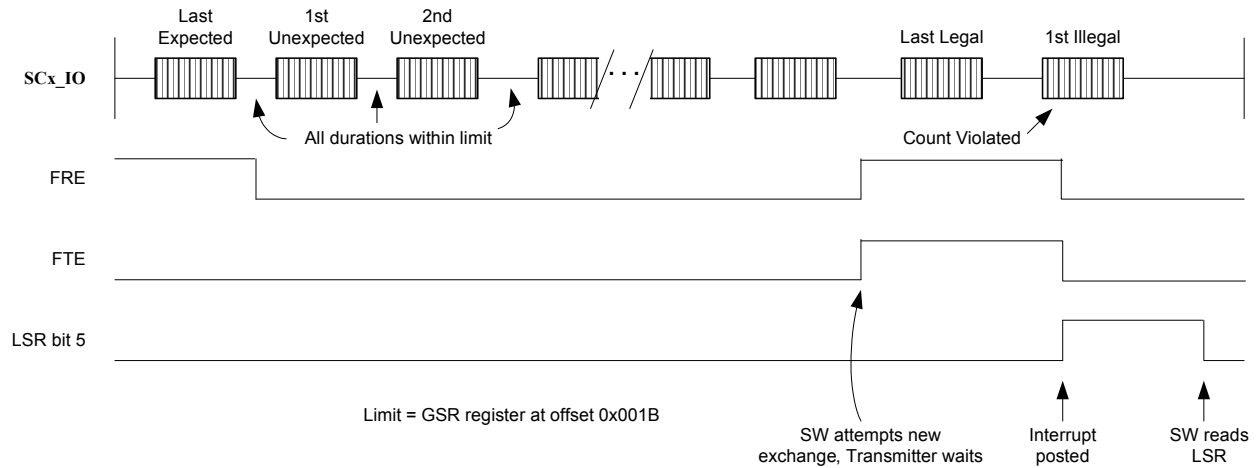 Last
Expected
1st
Unexpected
2nd
Unexpected
Last Legal
1st Illegal
SCx_IO
. . .
All durations within limit
Count Violated
FRE
FTE
LSR bit 5
Limit = GSR register at offset 0x001B
SW attempts new
exchange, Transmitter waits
Interrupt
posted
SW reads
LSR